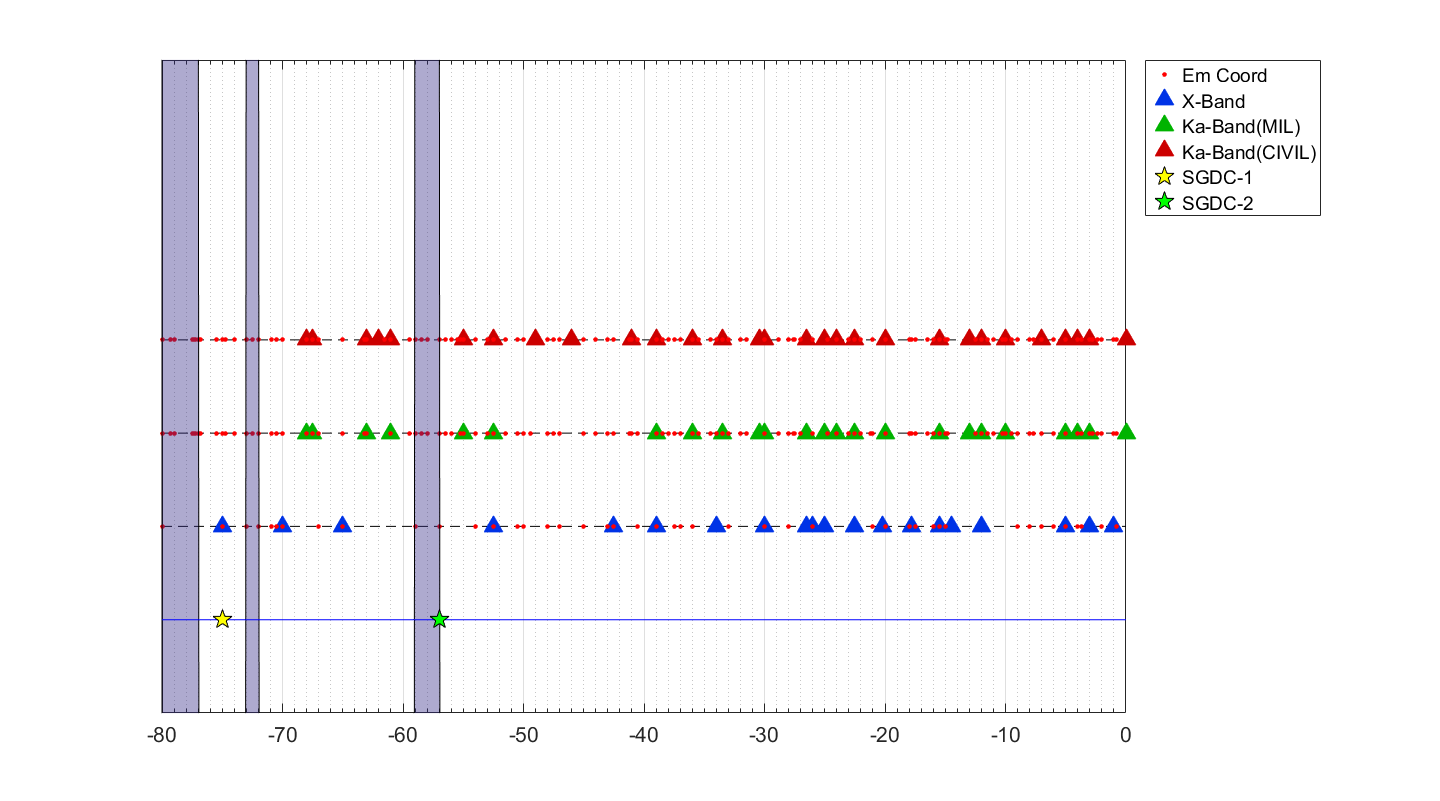 Em Coord
X-Band
Ka-Band(MIL)
Ka-Band(CIVIL)
SGDC-1
SGDC-2
-80 -70 -60 -50 -40 -30 -20 -10 0